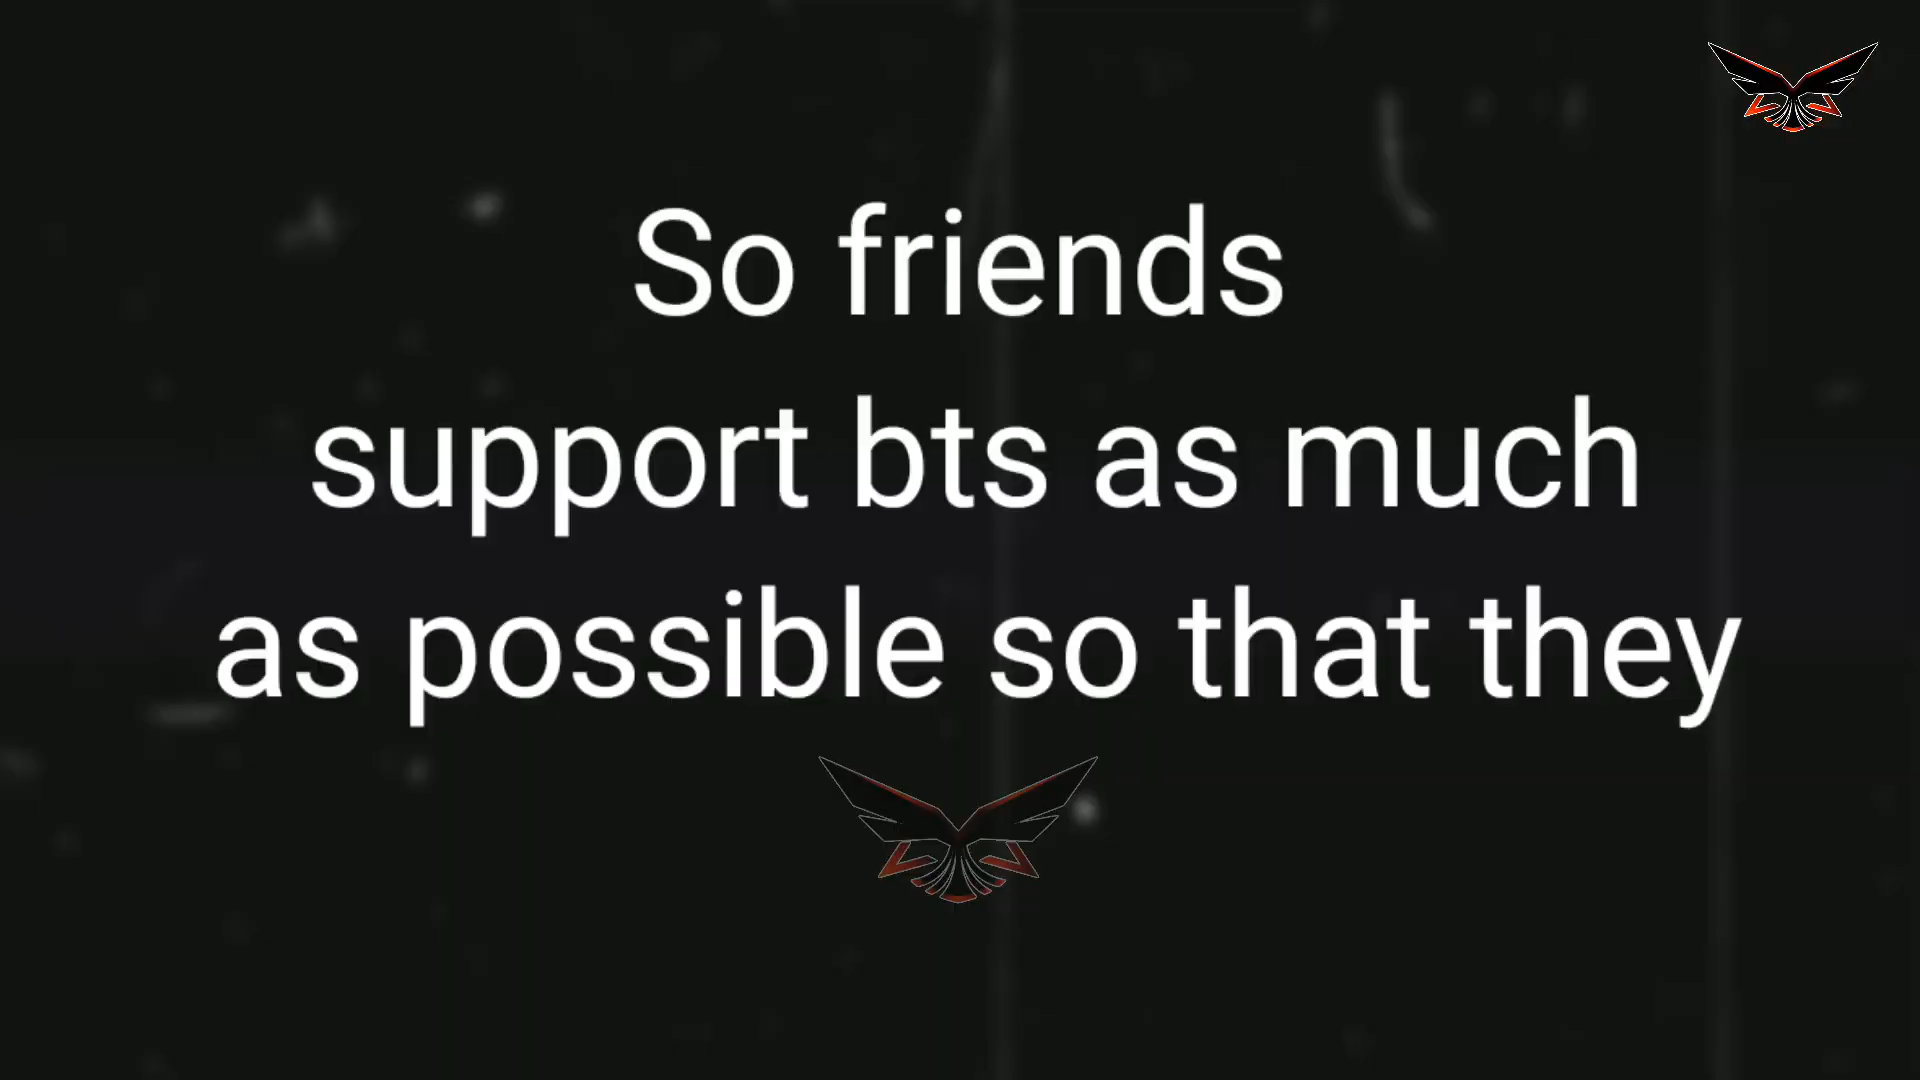 So friends
support bts as much
as possible so that they